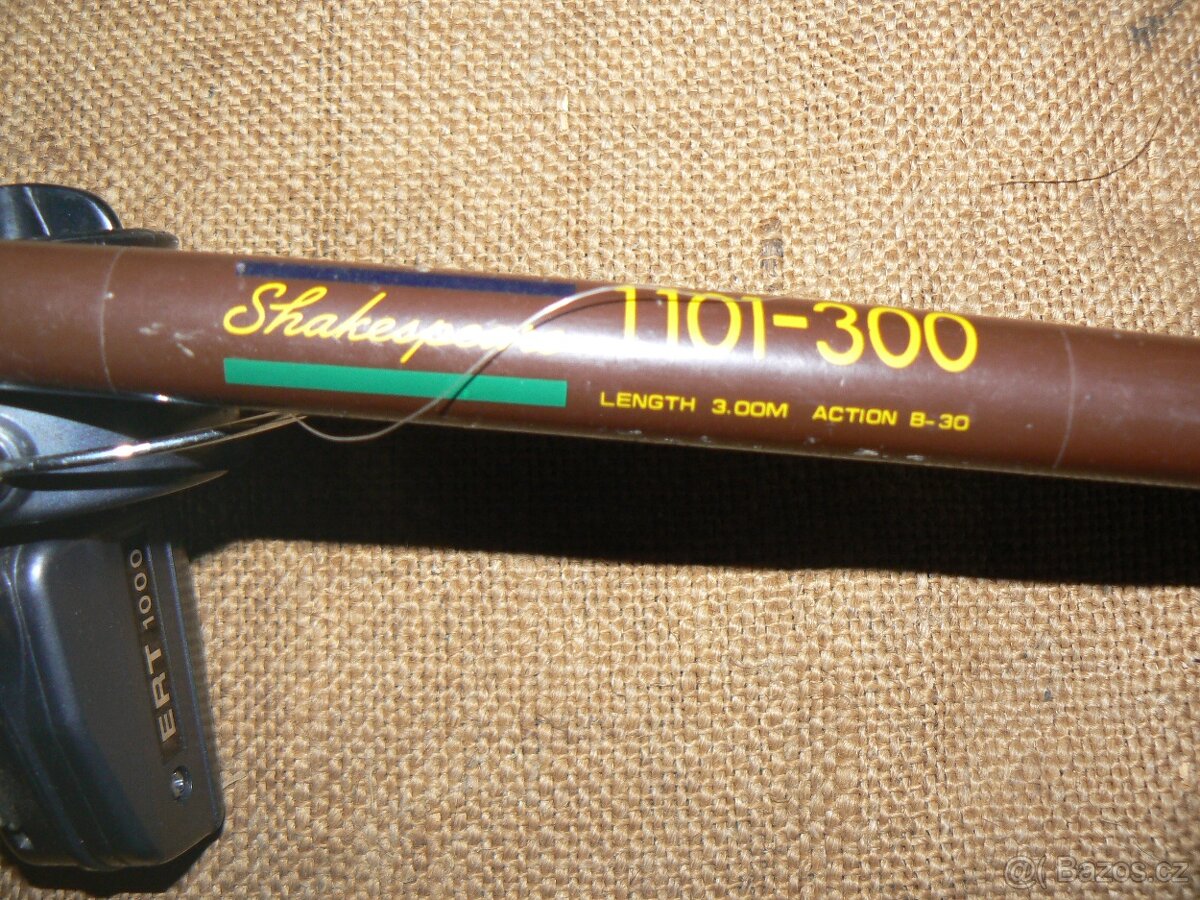 Shakespeare 1101-300
LENGTH 3.00M ACTION B-30
ERT 1000
@( Bazos.cz